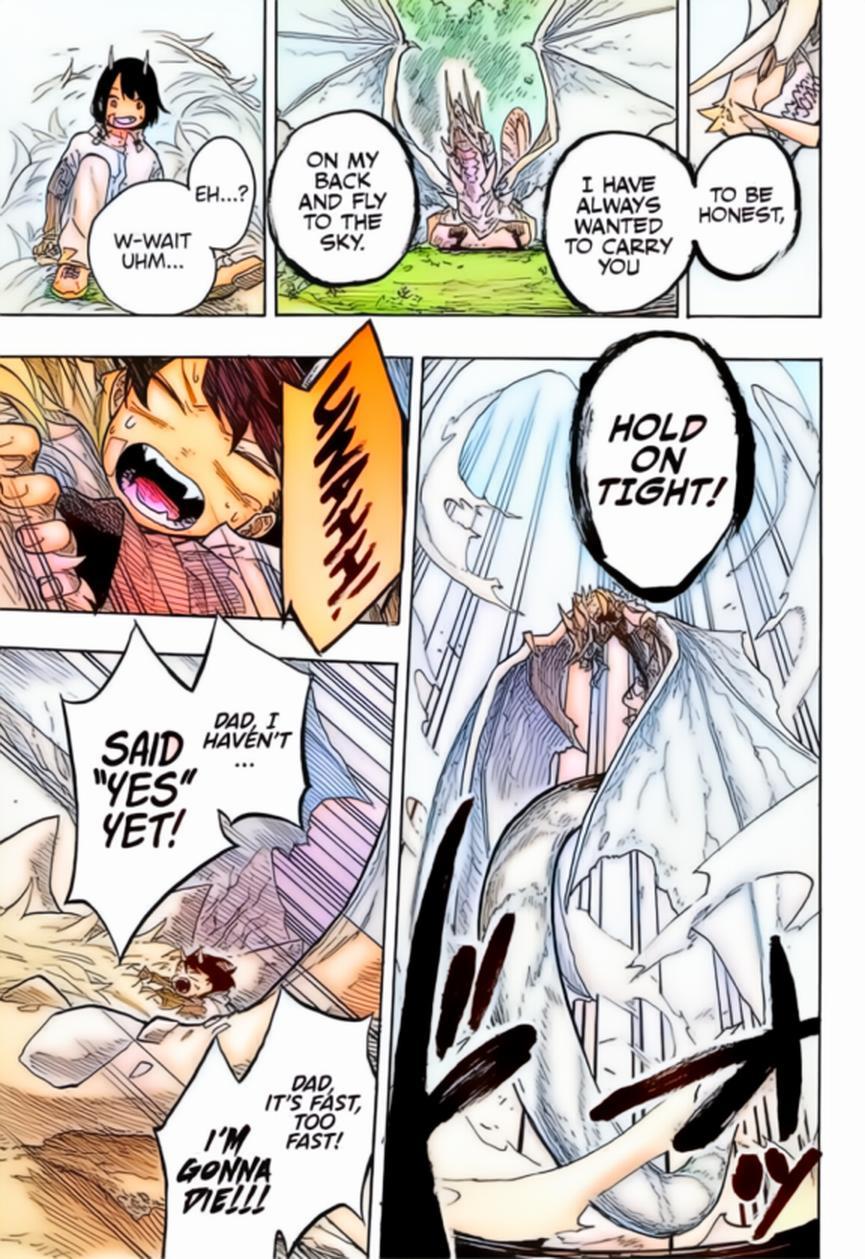 TO BE
HONEST,
I HAVE
ALWAYS
WANTED
TO CARRY
YOU
ON MY
BACK
AND FLY
TO THE
SKY.
EH...?
W-WAIT
UHM...
HOLD
ON
TIGHT!
UWAHH!
DAD, I
HAVEN'T
...
SAID
"YES"
YET!
DAD,
IT'S FAST,
TOO
FAST!
I'M
GONNA
DIE!!!